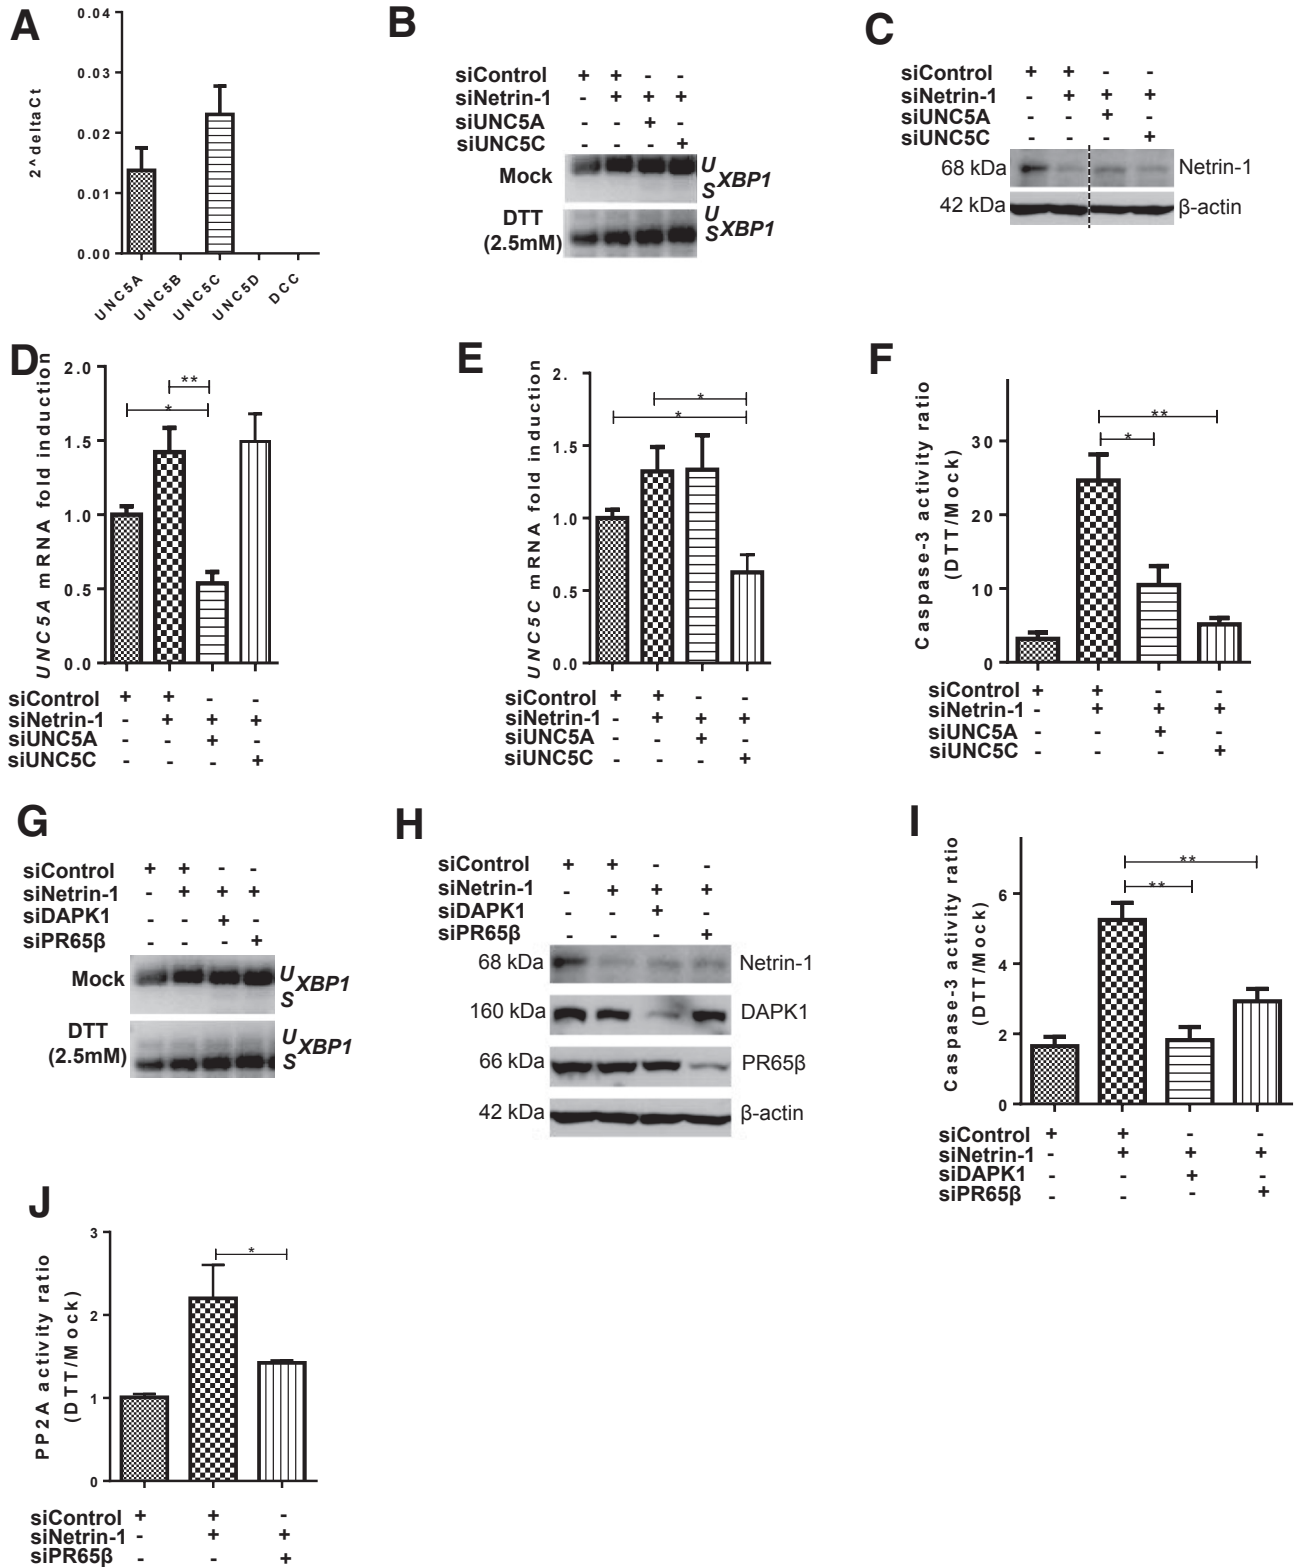 A
0.04
0.03
0.02
0.01
0.00
2^deltaCt
UNC5A
UNC5B
UNC5C
UNC5D
DCC
B
siControl + + - -
siNetrin-1 - + + +
siUNC5A - - + -
siUNC5C - - - +
Mock
U
S XBP1
DTT
(2.5mM)
U
S XBP1
C
siControl + + - -
siNetrin-1 - + + +
siUNC5A - - + -
siUNC5C - - - +
68 kDa Netrin-1
42 kDa β-actin
D
UNC5A mRNA fold induction
2.0
1.5
1.0
0.5
0.0
**
*
siControl + + - -
siNetrin-1 - + + +
siUNC5A - - + -
siUNC5C - - - +
E
UNC5C mRNA fold induction
2.
1.5
1.0
0.5
0.0
*
*
siControl + + - -
siNetrin-1 - + + +
siUNC5A - - + -
siUNC5C - - - +
F
Caspase-3 activity ratio
(DTT/Mock)
30
20
10
0
**
*
siControl + + - -
siNetrin-1 - + + +
siUNC5A - - + -
siUNC5C - - - +
G
siControl + + - -
siNetrin-1 - + + +
siDAPK1 - - + -
siPR65β - - - +
Mock
U
S XBP1
DTT
(2.5mM)
U
S XBP1
H
siControl + + - -
siNetrin-1 - + + +
siDAPK1 - - + -
siPR65β - - - +
68 kDa Netrin-1
160 kDa DAPK1
66 kDa PR65β
42 kDa β-actin
I
Caspase-3 activity ratio
(DTT/Mock)
6
4
2
0
**
**
siControl + + - -
siNetrin-1 - + + +
siDAPK1 - - + -
siPR65β - - - +
J
PP2A activity ratio
(DTT/Mock)
3
2
1
0
*
siControl + + -
siNetrin-1 - + +
siPR65β - - +